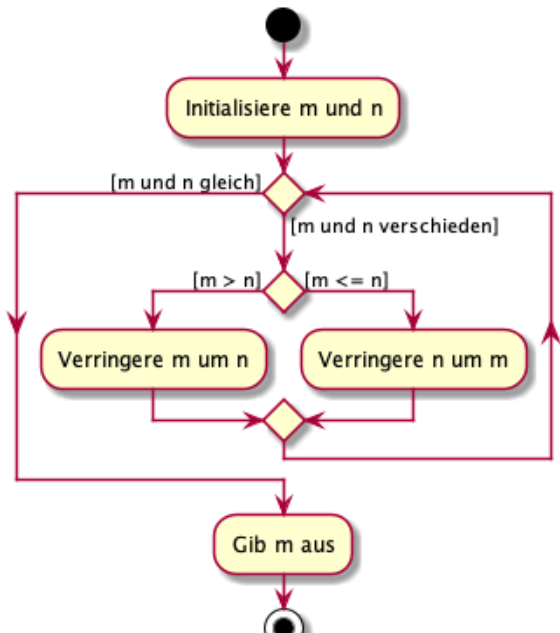 Initialisiere m und n
[m und n gleich]
[m und n verschieden]
[m > n]
[m <= n]
Verringere m um n
Verringere n um m
Gib m aus